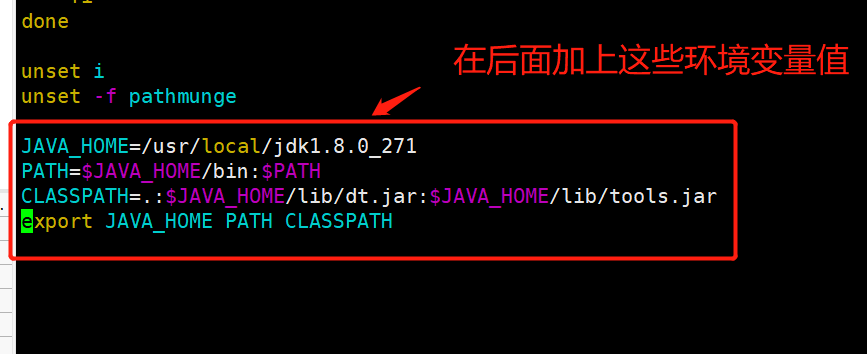 done
在后面加上这些环境变量值
unset i
unset -f pathmunge
JAVA_HOME=/usr/local/jdk1.8.0_271
PATH=$JAVA_HOME/bin:$PATH
CLASSPATH=.:$JAVA_HOME/lib/dt.jar:$JAVA_HOME/lib/tools.jar
export JAVA_HOME PATH CLASSPATH